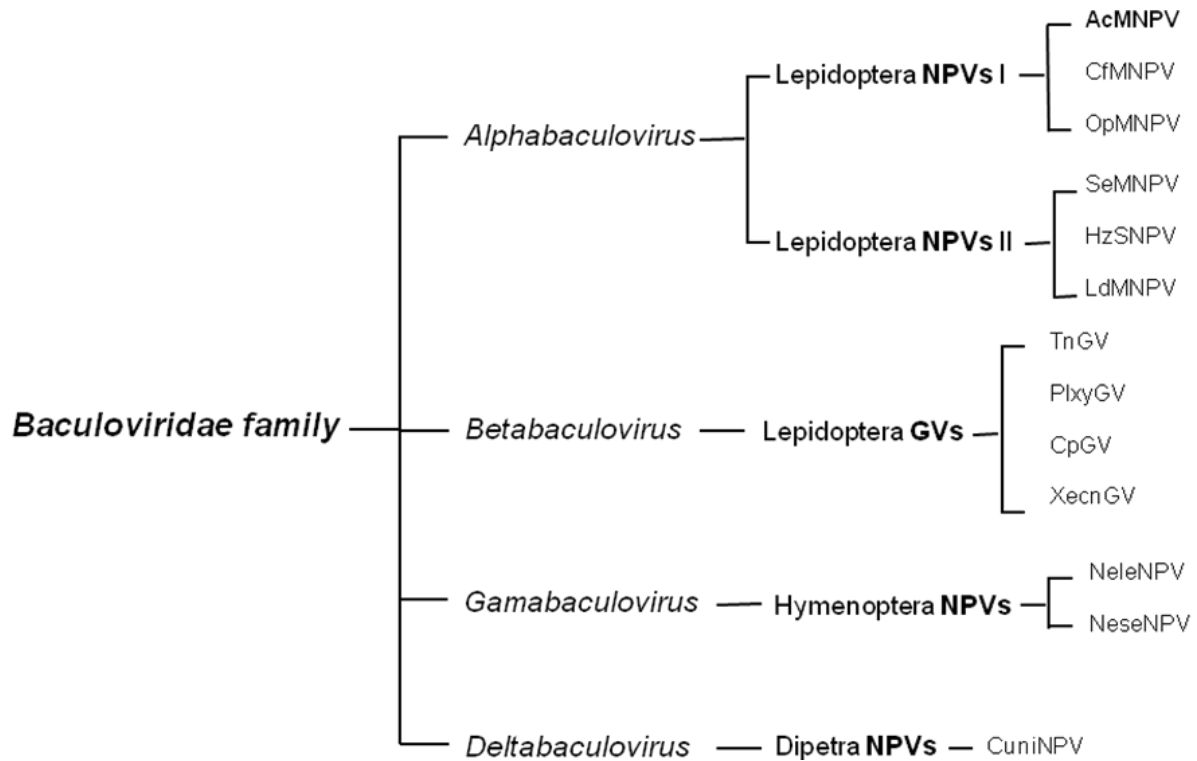 Baculoviridae family
Alphabaculovirus
Lepidoptera NPVs I
AcMNPV
CfMNPV
OpMNPV
Lepidoptera NPVs II
SeMNPV
HzSNPV
LdMNPV
Betabaculovirus
Lepidoptera GVs
TnGV
PlxyGV
CpGV
XecnGV
Gamabaculovirus
Hymenoptera NPVs
NeleNPV
NeseNPV
Deltabaculovirus
Dipetra NPVs
CuniNPV